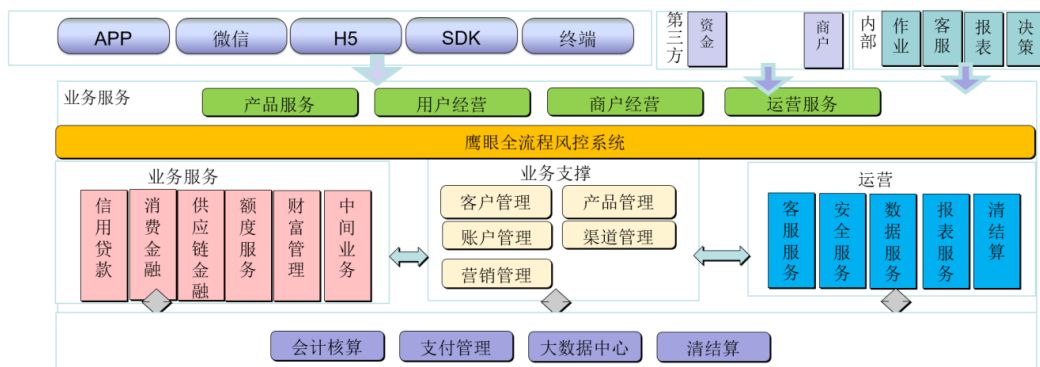 APP
微信
H5
SDK
终端
第三方
资金
商户
内部
作业
客服
报表
决策
业务服务
产品服务
用户经营
商户经营
运营服务
鹰眼全流程风控系统
业务服务
信用贷款
消费金融
供应链金融
额度服务
财富管理
中间业务
业务支撑
客户管理
产品管理
账户管理
渠道管理
营销管理
运营
客服服务
安全服务
数据服务
报表服务
清结算
会计核算
支付管理
大数据中心
清结算